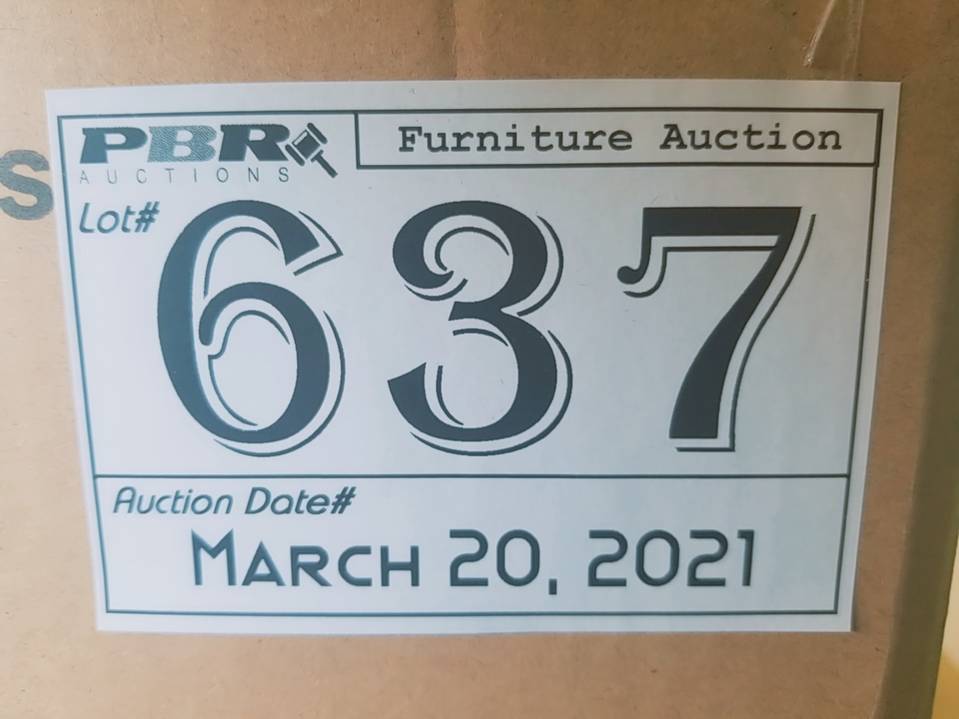 S
PBR
AUCTIONS
Furniture Auction
Lot#
637
Auction Date#
March 20, 2021